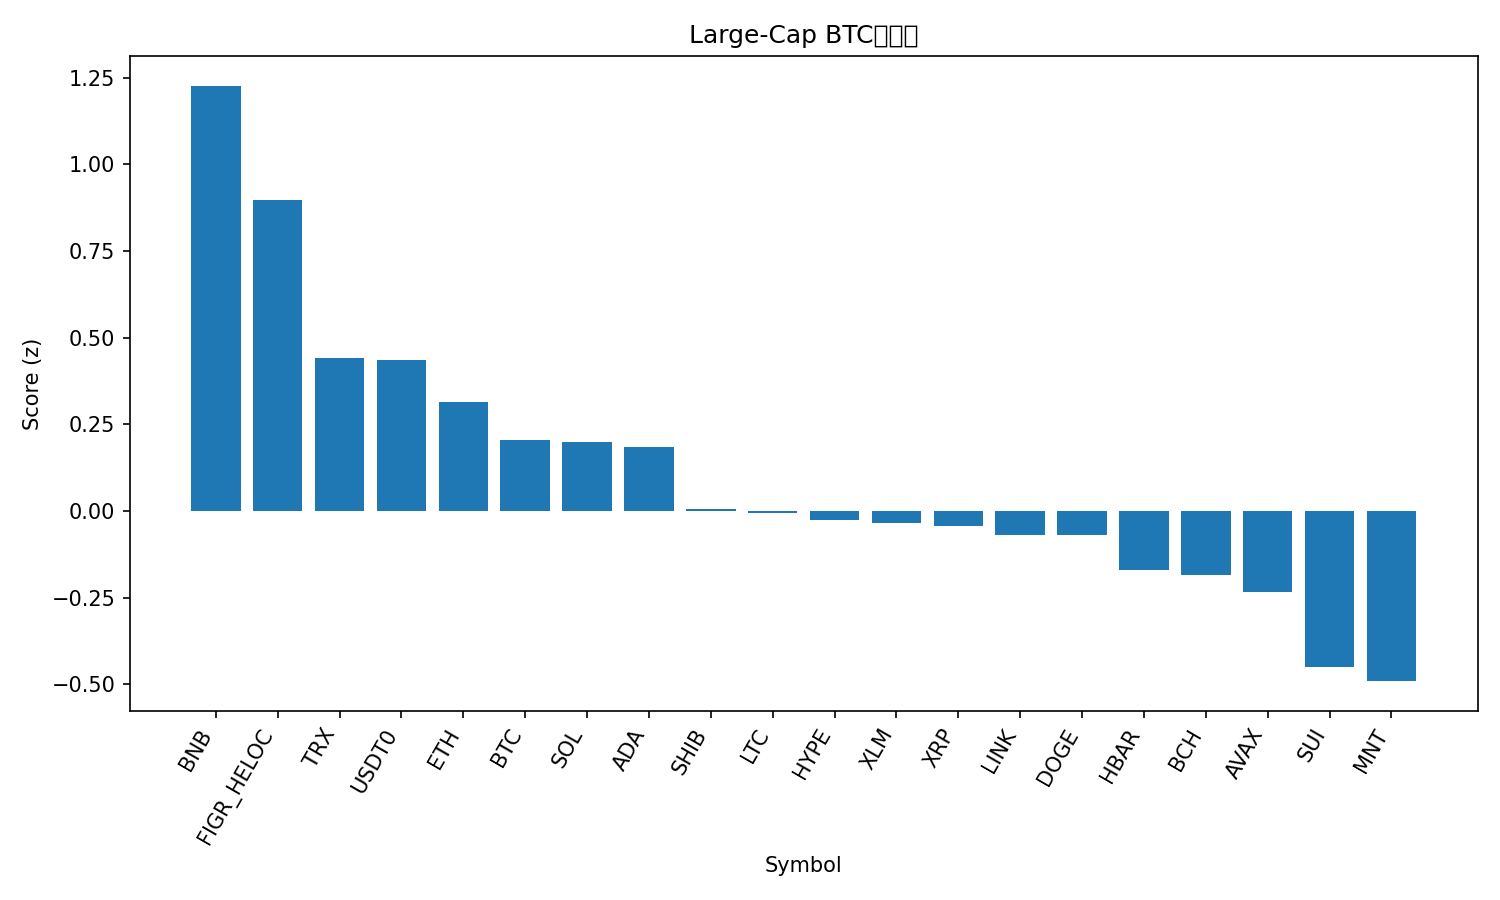 Large-Cap BTC
1.25
1.00
0.75
0.50
0.25
0.00
−0.25
−0.50
Score (z)
BNB
FIGR_HELOC
TRX
USDT0
ETH
BTC
SOL
ADA
SHIB
LTC
HYPE
XLM
XRP
LINK
DOGE
HBAR
BCH
AVAX
SUI
MNT
Symbol